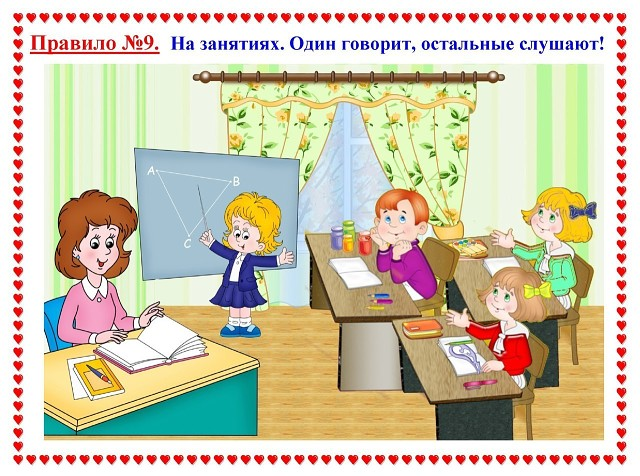 Правило №9. На занятиях. Один говорит, остальные слушают!
A
B
C